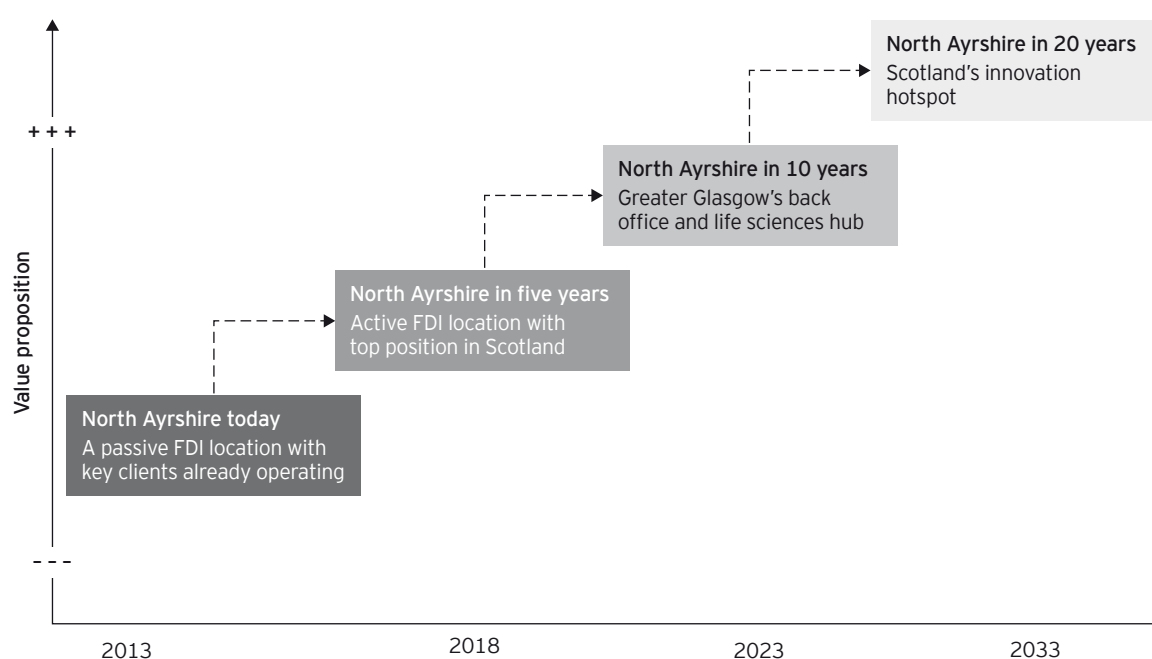 North Ayrshire in 20 years
Scotland's innovation
hotspot
+ + +
North Ayrshire in 10 years
Greater Glasgow's back
office and life sciences hub
Value proposition
North Ayrshire in five years
Active FDI location with
top position in Scotland
North Ayrshire today
A passive FDI location with
key clients already operating
- - -
2013
2018
2023
2033